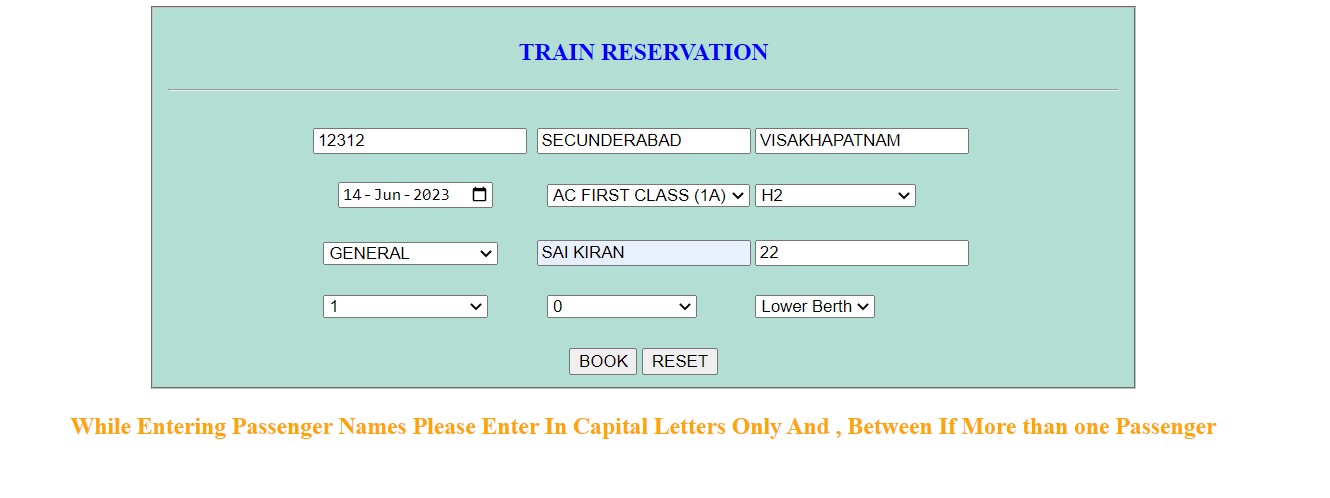 TRAIN RESERVATION
12312 SECUNDERABAD VISAKHAPATNAM
14-Jun-2023 AC FIRST CLASS (1A) H2
GENERAL SAI KIRAN 22
1 0 Lower Berth
BOOK RESET
While Entering Passenger Names Please Enter In Capital Letters Only And , Between If More than one Passenger